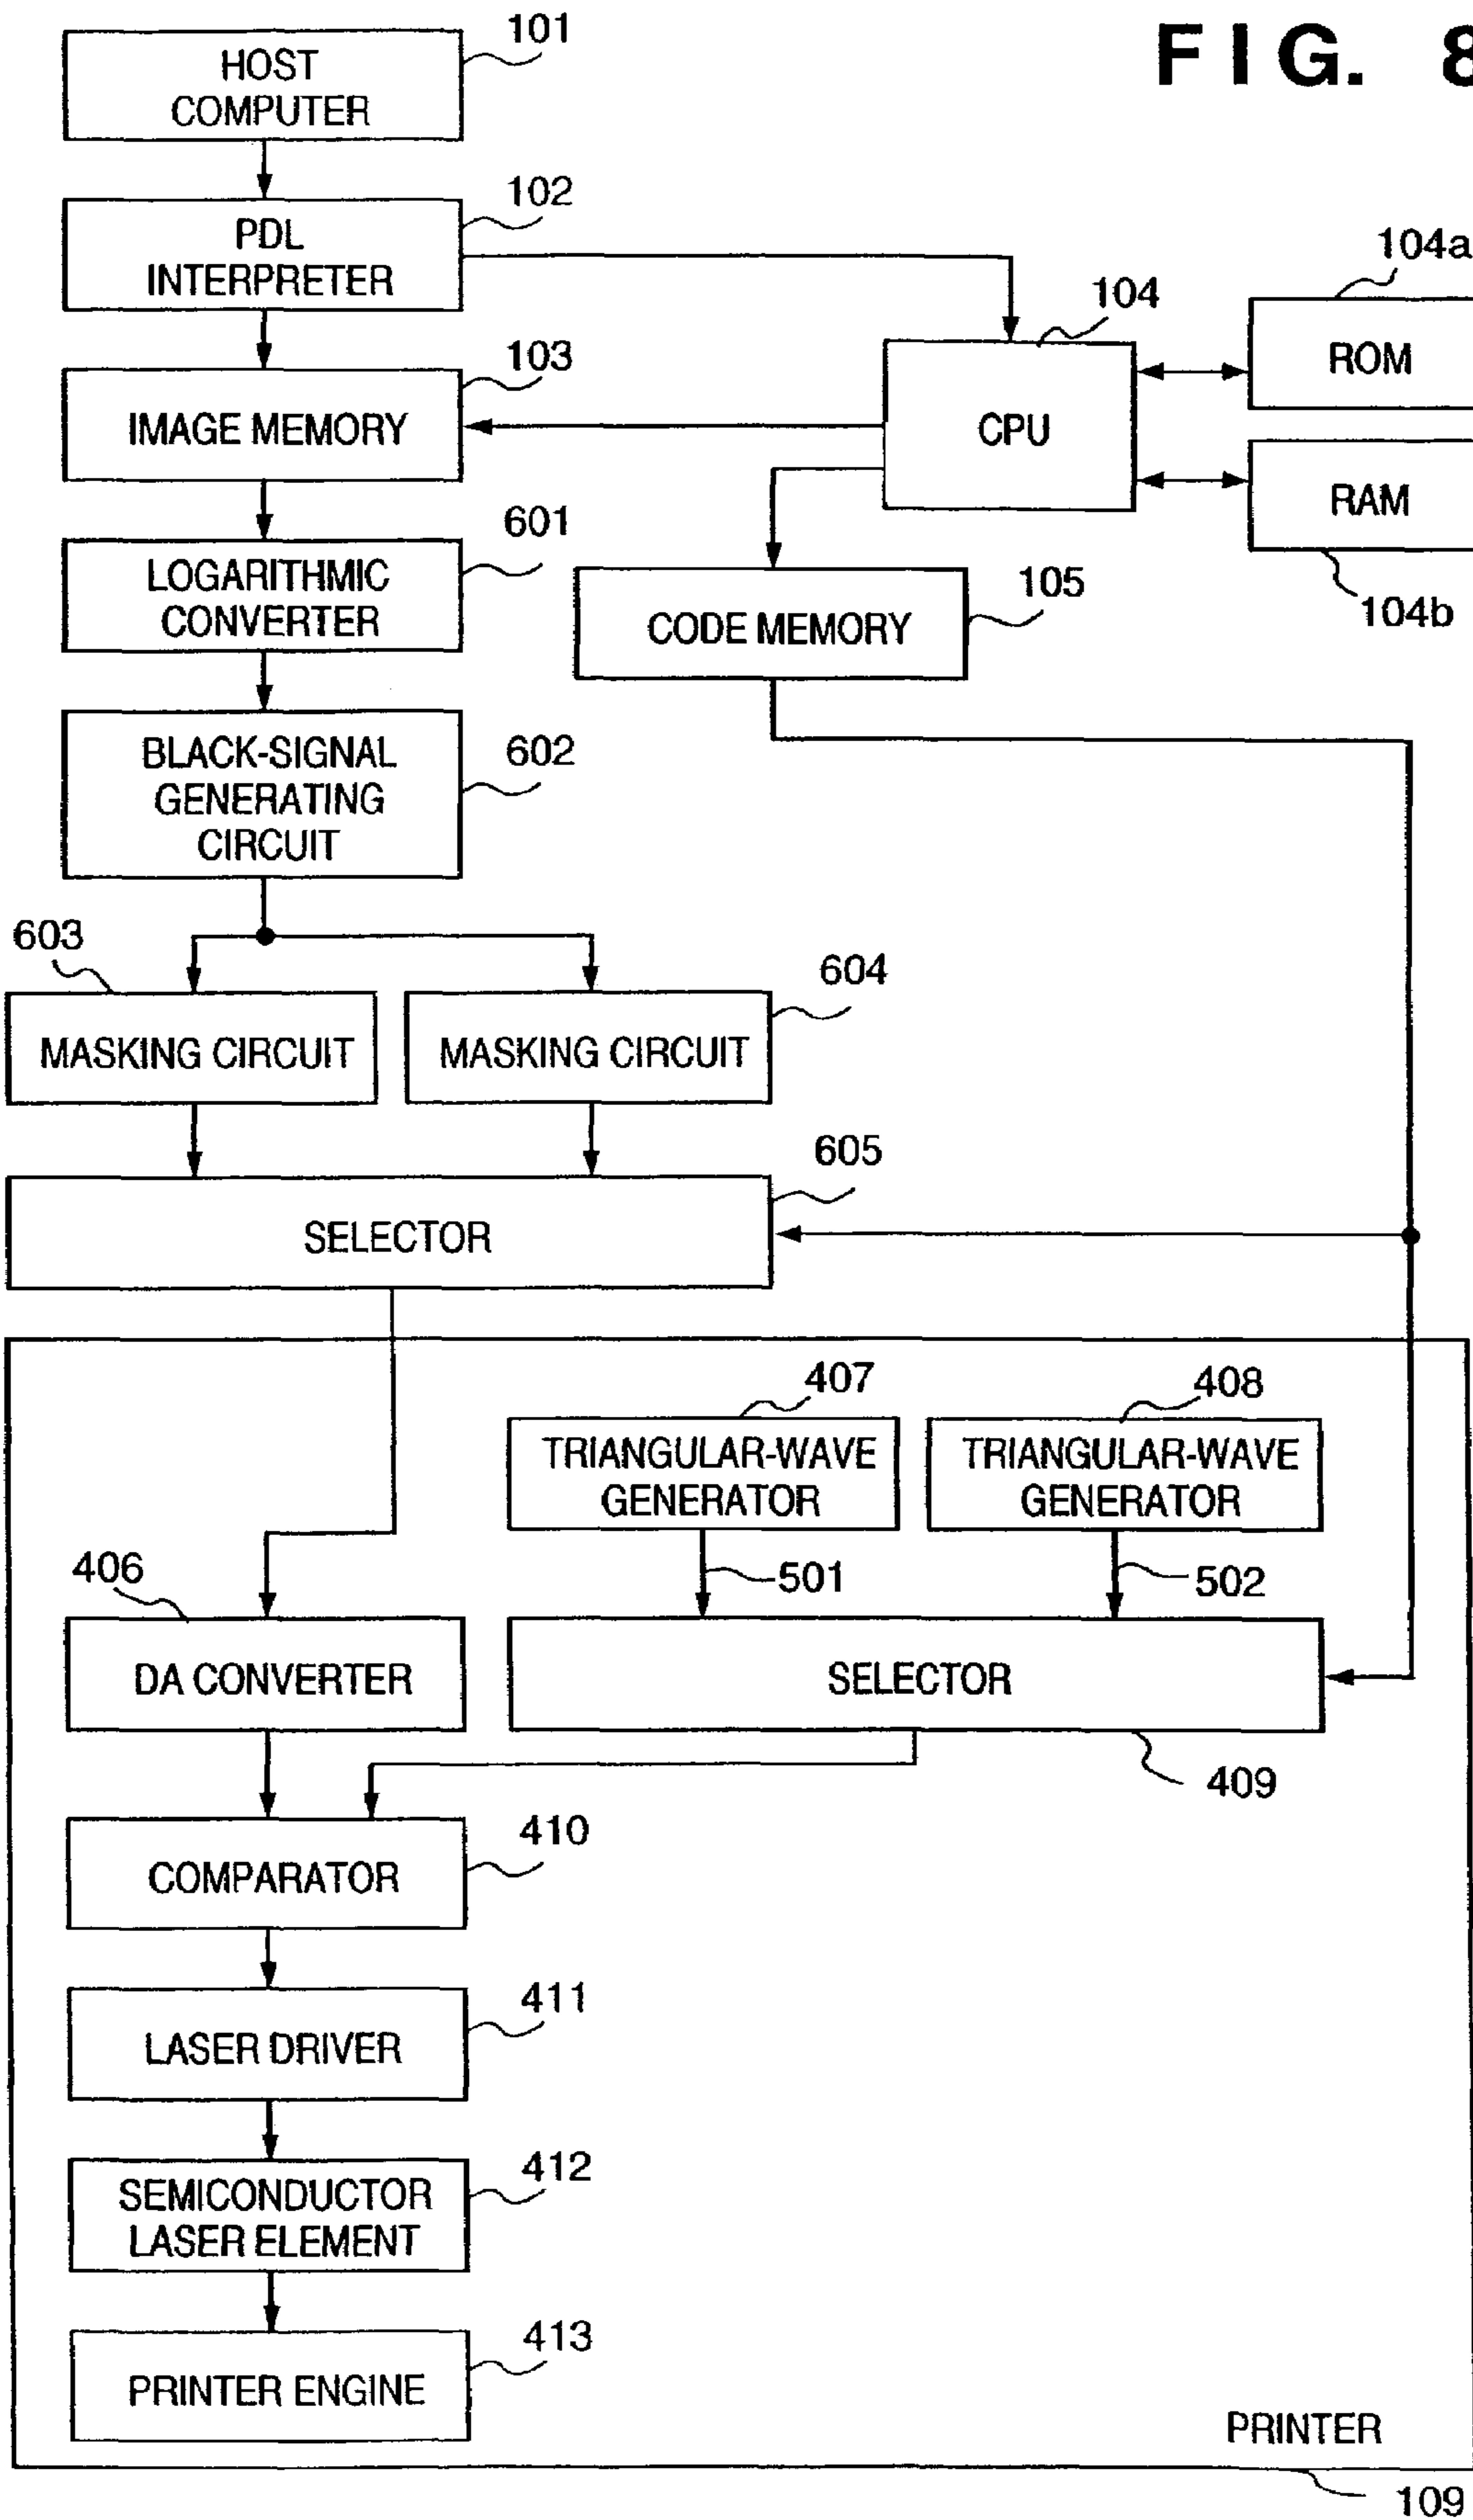 FIG. 8
101
HOST
COMPUTER
102
PDL
INTERPRETER
104a
104
103
ROM
IMAGE MEMORY
CPU
RAM
601
LOGARITHMIC
CONVERTER
105
104b
CODE MEMORY
BLACK-SIGNAL
GENERATING
CIRCUIT
602
603
604
MASKING CIRCUIT
MASKING CIRCUIT
605
SELECTOR
407
408
TRIANGULAR-WAVE
GENERATOR
TRIANGULAR-WAVE
GENERATOR
406
501
502
DA CONVERTER
SELECTOR
409
410
COMPARATOR
411
LASER DRIVER
412
SEMICONDUCTOR
LASER ELEMENT
413
PRINTER ENGINE
PRINTER
109